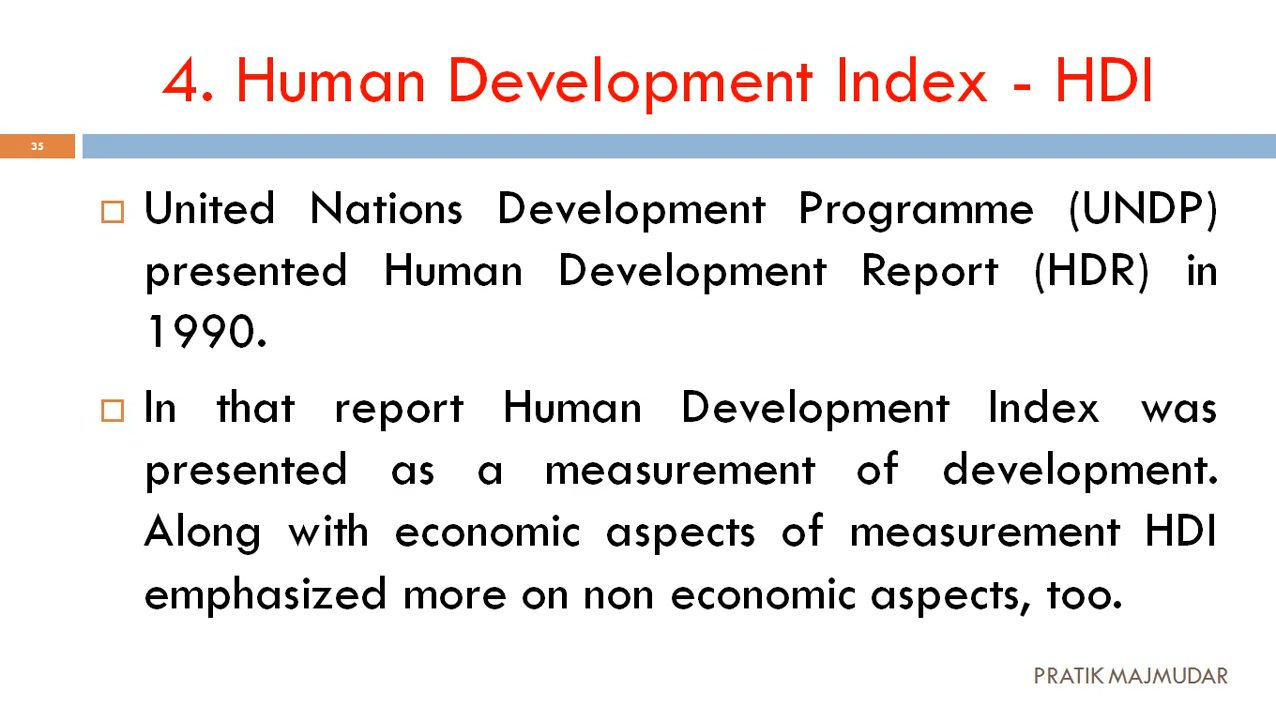 4. Human Development Index - HDI
35
United Nations Development Programme (UNDP)
presented Human Development Report (HDR) in
1990.
In that report Human Development Index was
presented as a measurement of development.
Along with economic aspects of measurement HDI
emphasized more on non economic aspects, too.
PRATIK MAJMUDAR